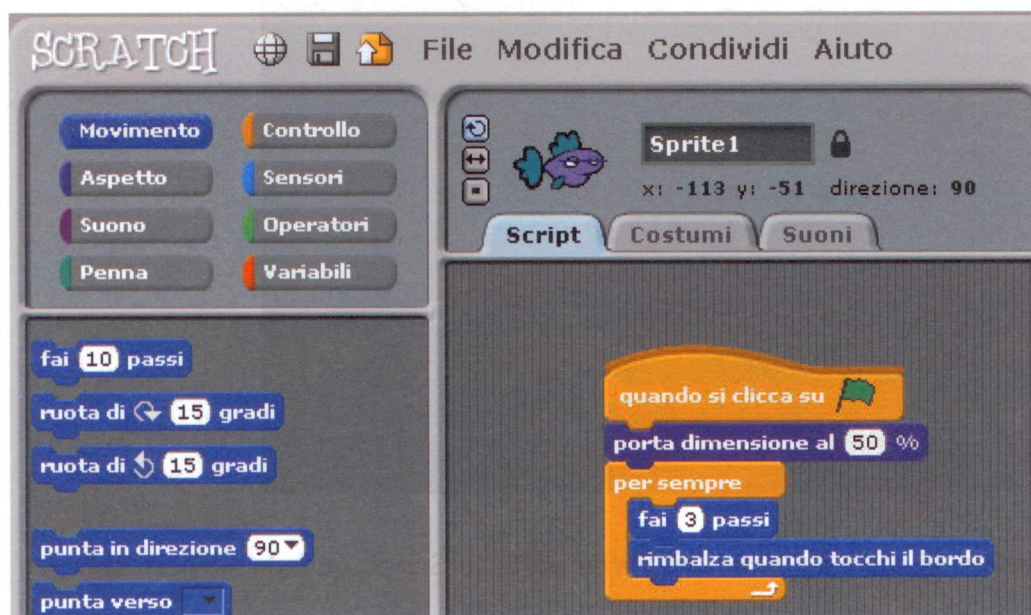 SCRATCH File Modifica Condividi Aiuto
Movimento Controllo
Aspetto Sensori
Suono Operatori
Penna Variabili
Sprite1
x: -113 y: -51 direzione: 90
Script Costumi Suoni
fai 10 passi
ruota di 15 gradi
ruota di 15 gradi
punta in direzione 90
punta verso
quando si clicca su
porta dimensione al 50 %
per sempre
fai 3 passi
rimbalza quando tocchi il bordo